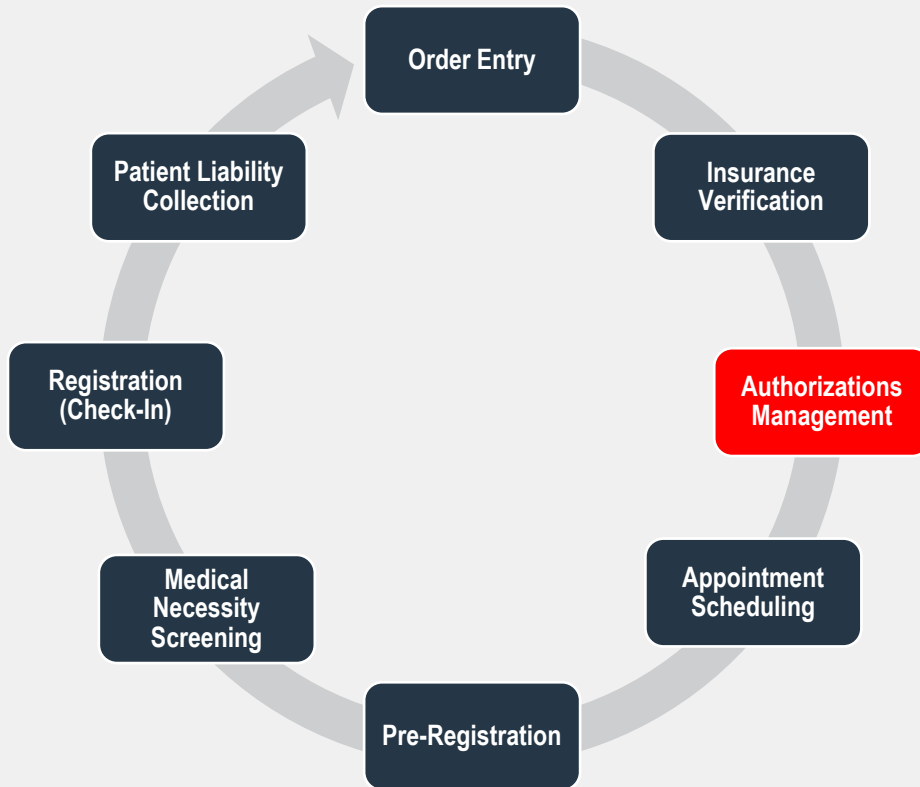 Order Entry
Insurance
Verification
Authorizations
Management
Appointment
Scheduling
Pre-Registration
Medical
Necessity
Screening
Registration
(Check-In)
Patient Liability
Collection